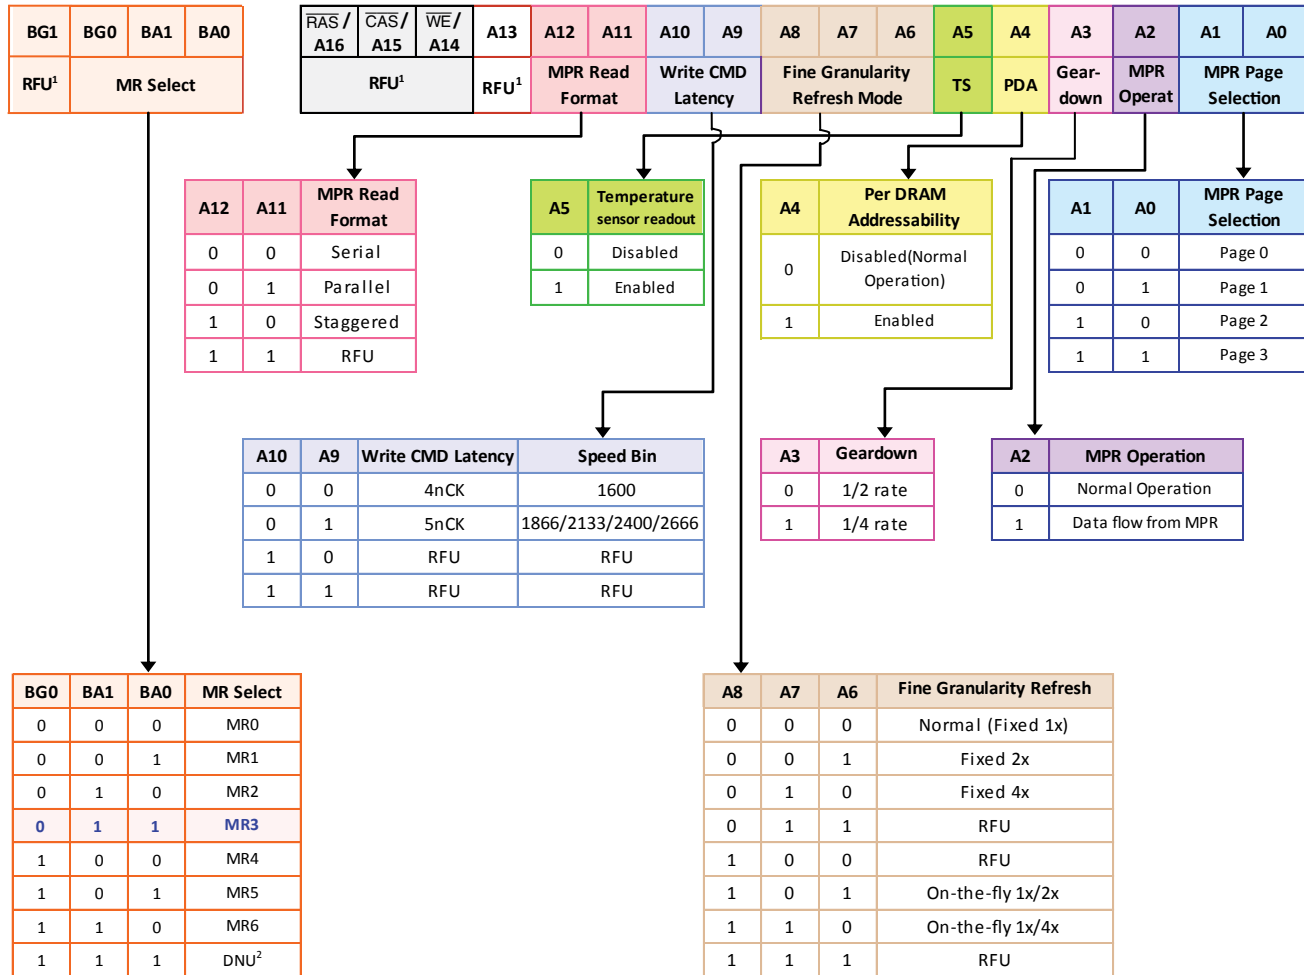 BG1 BG0 BA1 BA0 RAS / A16 CAS / A15 WE / A14 A13 A12 A11 A10 A9 A8 A7 A6 A5 A4 A3 A2 A1 A0
RFU1 MR Select RFU1 RFU1 MPR Read Format Write CMD Latency Fine Granularity Refresh Mode TS PDA Gear-down MPR Operat MPR Page Selection
A12 A11 MPR Read Format
0 0 Serial
0 1 Parallel
1 0 Staggered
1 1 RFU
A5 Temperature sensor readout
0 Disabled
1 Enabled
A4 Per DRAM Addressability
0 Disabled(Normal Operation)
1 Enabled
A1 A0 MPR Page Selection
0 0 Page 0
0 1 Page 1
1 0 Page 2
1 1 Page 3
A10 A9 Write CMD Latency Speed Bin
0 0 4nCK 1600
0 1 5nCK 1866/2133/2400/2666
1 0 RFU RFU
1 1 RFU RFU
A3 Geardown
0 1/2 rate
1 1/4 rate
A2 MPR Operation
0 Normal Operation
1 Data flow from MPR
BG0 BA1 BA0 MR Select
0 0 0 MR0
0 0 1 MR1
0 1 0 MR2
0 1 1 MR3
1 0 0 MR4
1 0 1 MR5
1 1 0 MR6
1 1 1 DNU2
A8 A7 A6 Fine Granularity Refresh
0 0 0 Normal (Fixed 1x)
0 0 1 Fixed 2x
0 1 0 Fixed 4x
0 1 1 RFU
1 0 0 RFU
1 0 1 On-the-fly 1x/2x
1 1 0 On-the-fly 1x/4x
1 1 1 RFU